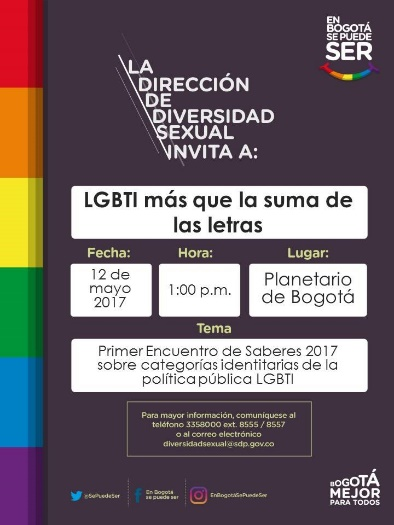 EN
BOGOTÁ
SE PUEDE
SER
LA
DIRECCIÓN
DE
DIVERSIDAD
SEXUAL
INVITA A:
LGBTI más que la suma de
las letras
Fecha: Hora: Lugar:
12 de
mayo
2017
1:00 p.m.
Planetario
de Bogotá
Tema
Primer Encuentro de Saberes 2017
sobre categorías identitarias de la
política pública LGBTI
Para mayor información, comuníquese al
teléfono 3358000 ext. 8555 / 8557
o al correo electrónico
diversidadsexual@sdp.gov.co
@SePuedeSer
En Bogotá
se puede ser
EnBogotáSePuedeSer
BOGOTÁ
MEJOR
PARA TODOS